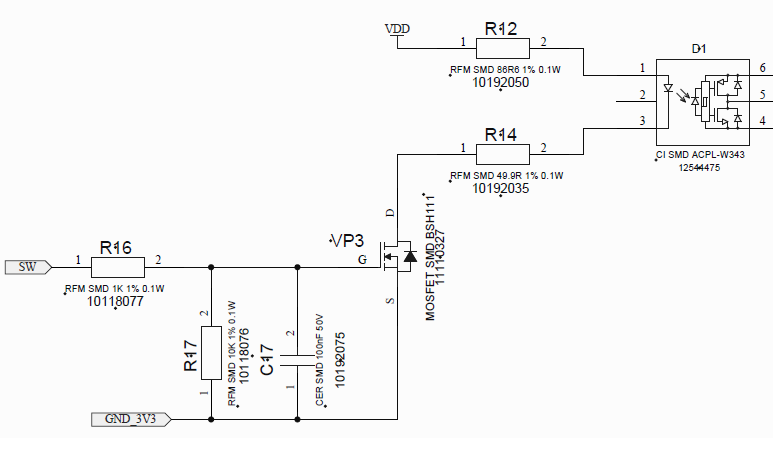 VDD
R12
1
2
RFM SMD 86R6 1% 0.1W
10192050
D1
1
2
3
6
5
4
CI SMD ACPL-W343
12544475
R14
1
2
RFM SMD 49.9R 1% 0.1W
10192035
VP3
D
G
S
MOSFET SMD BSH111
11110327
SW
R16
1
2
RFM SMD 1K 1% 0.1W
10118077
R17
2
1
RFM SMD 10K 1% 0.1W
10118076
C17
2
1
CER SMD 100nF 50V
10192075
GND_3V3